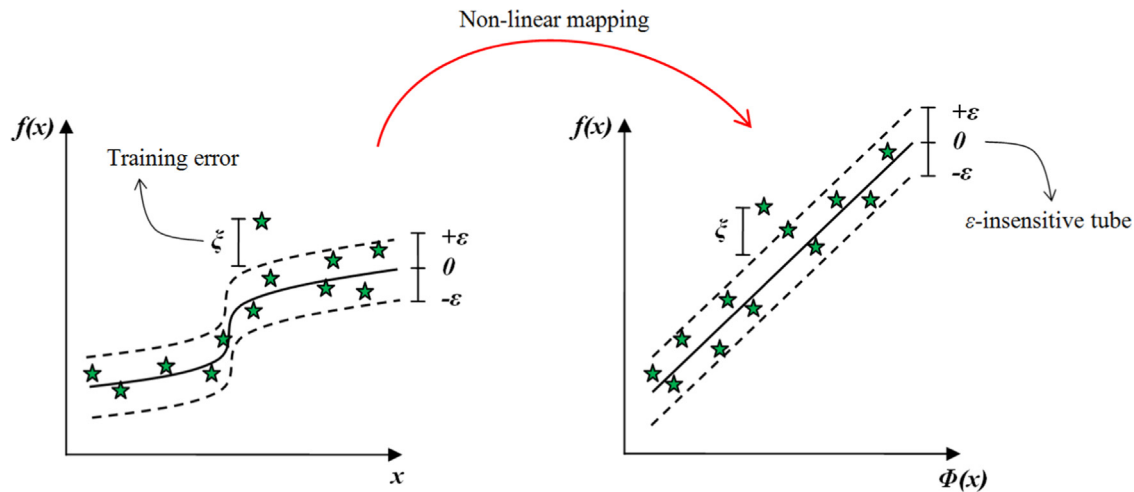 Non-linear mapping
f(x)
Training error
ξ
+ε
0
-ε
x
f(x)
ξ
+ε
0
-ε
ε-insensitive tube
Φ(x)